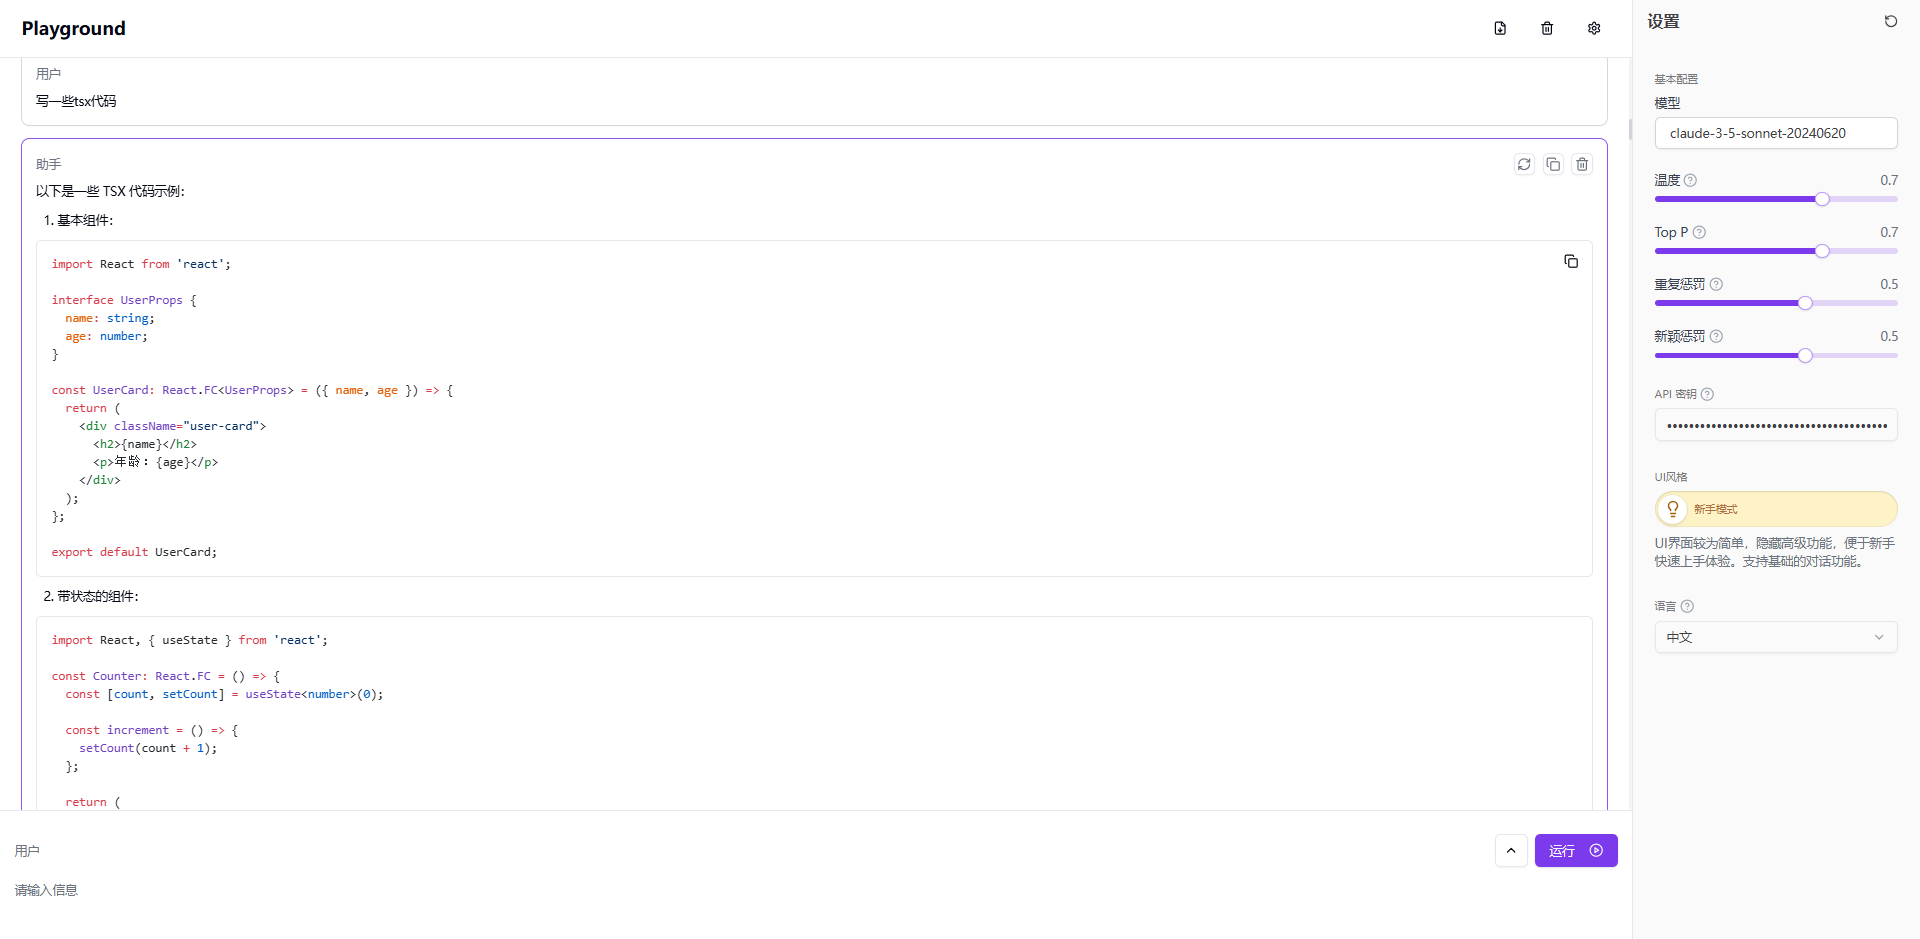 Playground
用户
写一些tsx代码
助手
以下是一些 TSX 代码示例:
1. 基本组件:
import React from 'react';
interface UserProps {
  name: string;
  age: number;
}
const UserCard: React.FC<UserProps> = ({ name, age }) => {
  return (
    <div className="user-card">
      <h2>{name}</h2>
      <p>年龄：{age}</p>
    </div>
  );
};
export default UserCard;
2. 带状态的组件:
import React, { useState } from 'react';
const Counter: React.FC = () => {
  const [count, setCount] = useState<number>(0);
  const increment = () => {
    setCount(count + 1);
  };
  return (
用户
运行
请输入信息
设置
基本配置
模型
claude-3-5-sonnet-20240620
温度 0.7
Top P 0.7
重复惩罚 0.5
新颖惩罚 0.5
API 密钥
••••••••••••••••••••••••••••••••••••••••
UI风格
新手模式
UI界面较为简单，隐藏高级功能，便于新手
快速上手体验。支持基础的对话功能。
语言
中文